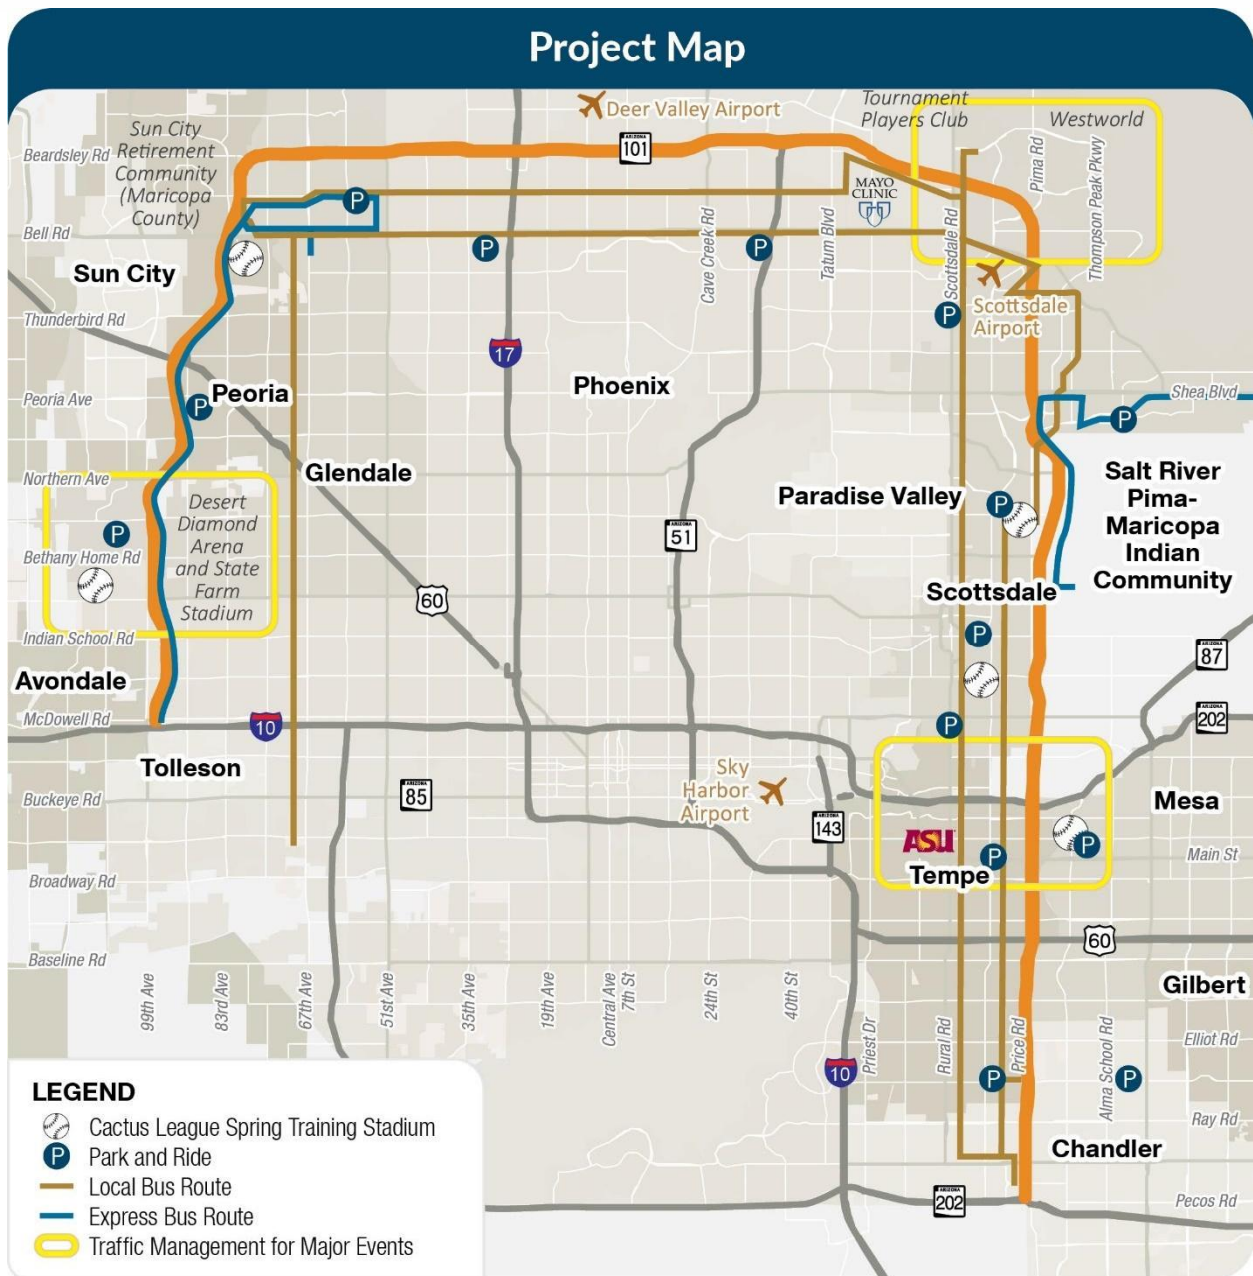 Project Map
Deer Valley Airport
Tournament
Players Club
Westworld
Sun City
Retirement
Community
(Maricopa
County)
Beardsley Rd
ARIZONA
101
Pima Rd
Thompson Peak Pkwy
P
MAYO
CLINIC
Bell Rd
P
P
Cave Creek Rd
Tatum Blvd
Scottsdale Rd
Sun City
Scottsdale
Airport
P
Thunderbird Rd
17
Peoria
P
Phoenix
Peoria Ave
Shea Blvd
P
Northern Ave
Glendale
Paradise Valley
P
Salt River
Pima-
Maricopa
Indian
Community
Desert
Diamond
Arena
and State
Farm
Stadium
P
ARIZONA
51
Bethany Home Rd
60
Scottsdale
P
Indian School Rd
ARIZONA
87
Avondale
McDowell Rd
10
P
ARIZONA
202
Tolleson
Sky
Harbor
Airport
Buckeye Rd
ARIZONA
85
ARIZONA
143
Mesa
ASU
P
P
Main St
Tempe
Broadway Rd
60
Baseline Rd
99th Ave
83rd Ave
67th Ave
51st Ave
35th Ave
19th Ave
Central Ave
7th St
24th St
40th St
Priest Dr
Rural Rd
Price Rd
Alma School Rd
Gilbert
Elliot Rd
10
P
P
Ray Rd
Chandler
ARIZONA
202
Pecos Rd
LEGEND
Cactus League Spring Training Stadium
P Park and Ride
Local Bus Route
Express Bus Route
Traffic Management for Major Events